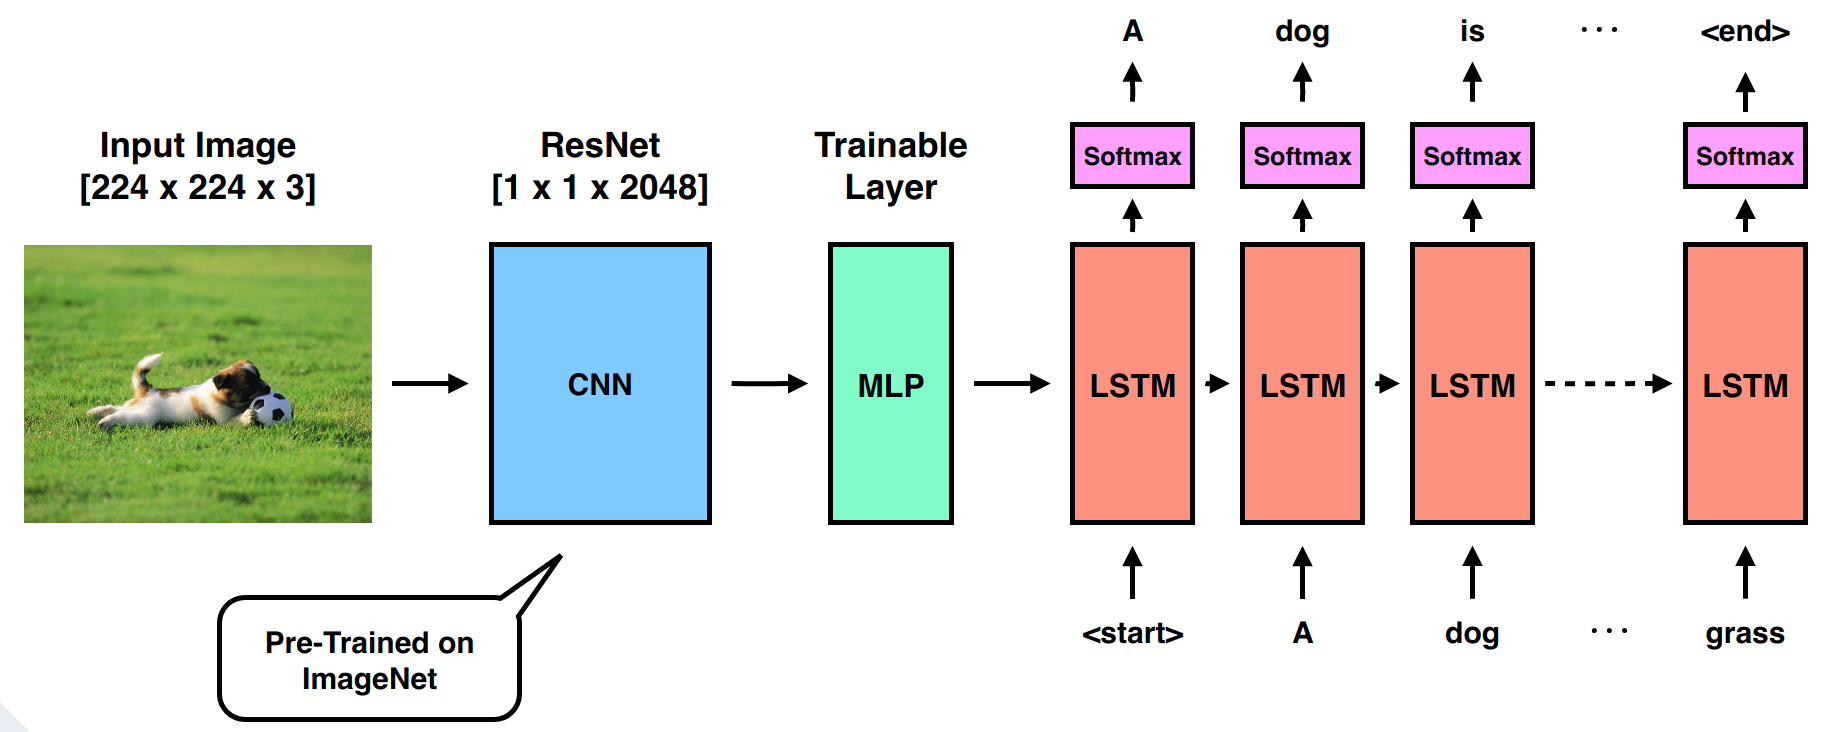 A dog is ... <end>
Input Image
[224 x 224 x 3]
ResNet
[1 x 1 x 2048]
Trainable
Layer
Softmax Softmax Softmax Softmax
CNN
MLP
LSTM LSTM LSTM LSTM
<start> A dog ... grass
Pre-Trained on
ImageNet